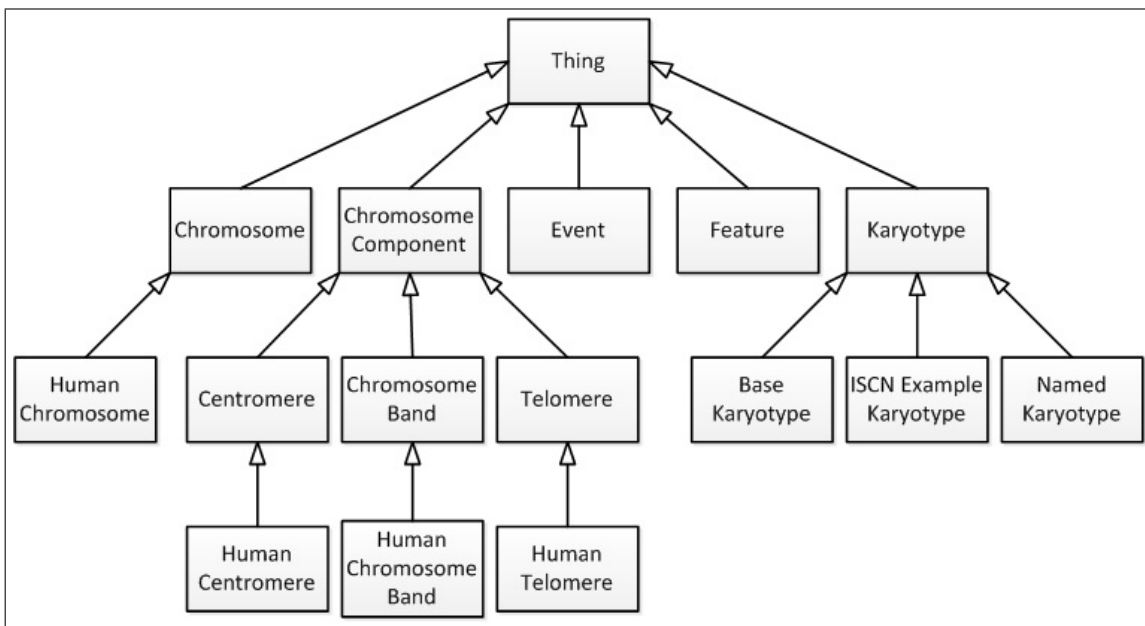 Thing
Chromosome
Chromosome
Component
Event
Feature
Karyotype
Human
Chromosome
Centromere
Chromosome
Band
Telomere
Base
Karyotype
ISCN Example
Karyotype
Named
Karyotype
Human
Centromere
Human
Chromosome
Band
Human
Telomere